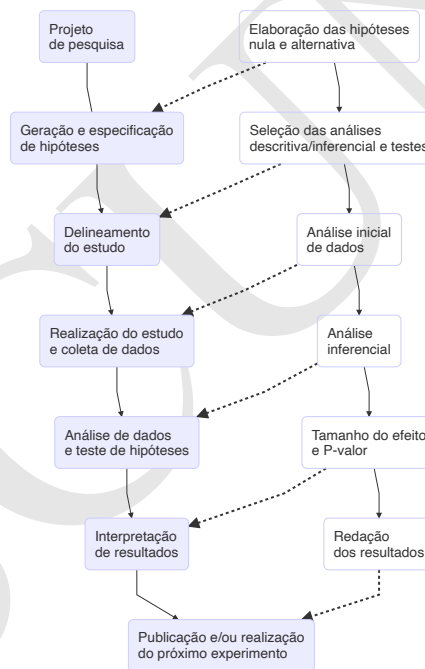 Projeto
de pesquisa
Elaboração das hipóteses
nula e alternativa
Geração e especificação
de hipóteses
Seleção das análises
descritiva/inferencial e testes
Delineamento
do estudo
Análise inicial
de dados
Realização do estudo
e coleta de dados
Análise
inferencial
Análise de dados
e teste de hipóteses
Tamanho do efeito
e P-valor
Interpretação
de resultados
Redação
dos resultados
Publicação e/ou realização
do próximo experimento